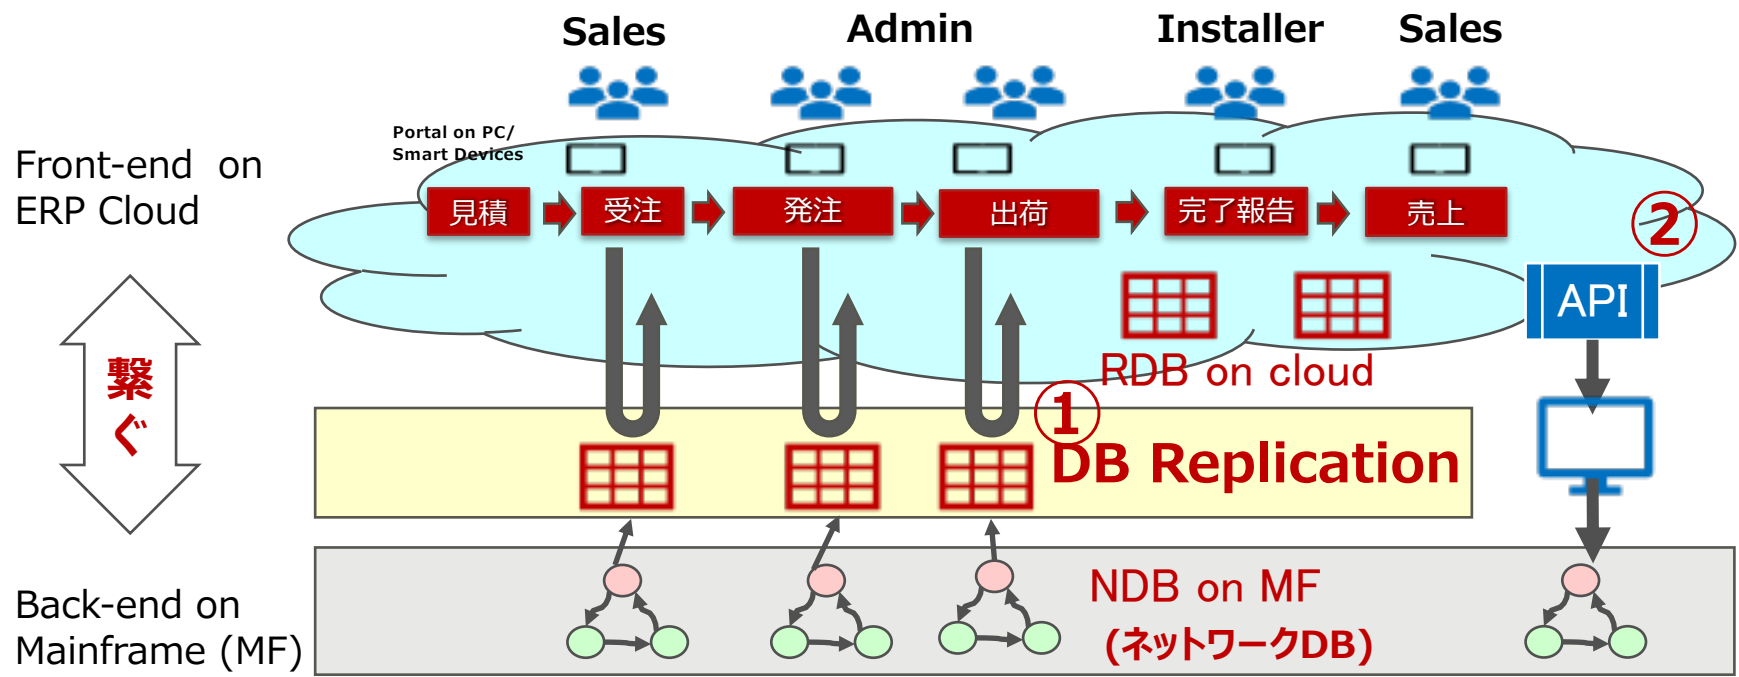 Sales
Admin
Installer
Sales
Portal on PC/
Smart Devices
Front-end on
ERP Cloud
見積
受注
発注
出荷
完了報告
売上
②
API
RDB on cloud
繋
ぐ
①
DB Replication
NDB on MF
(ネットワークDB)
Back-end on
Mainframe (MF)